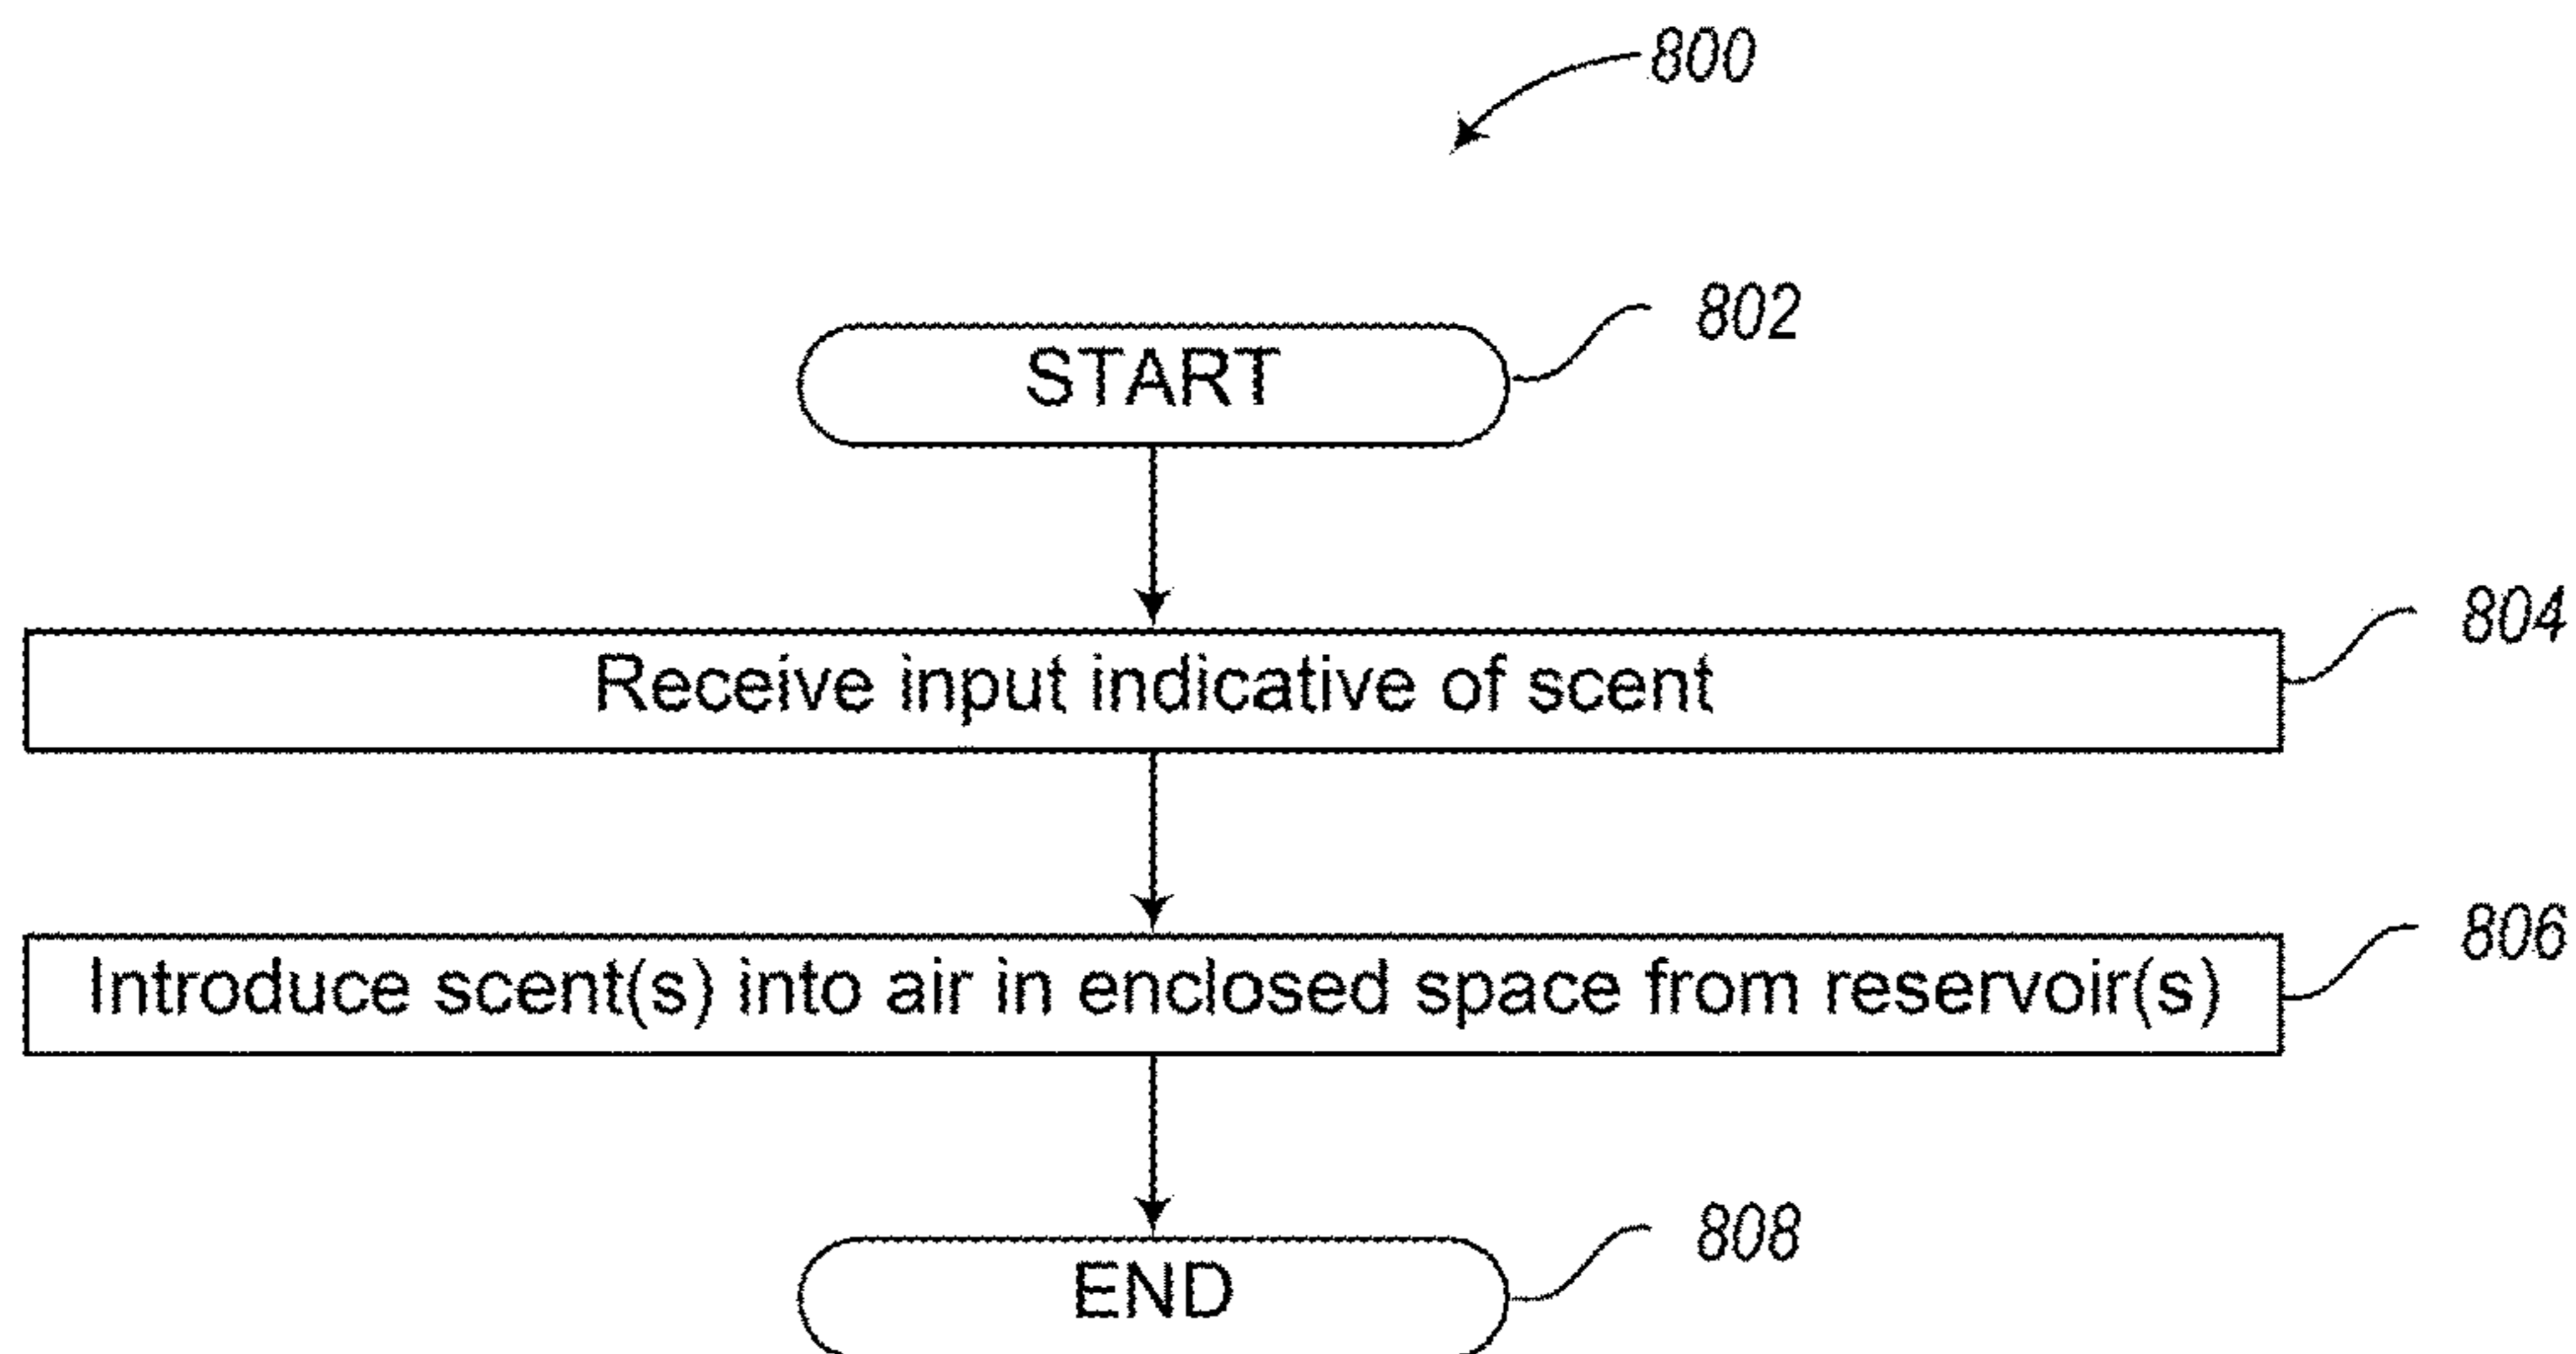 800
START
802
Receive input indicative of scent
804
Introduce scent(s) into air in enclosed space from reservoir(s)
806
END
808